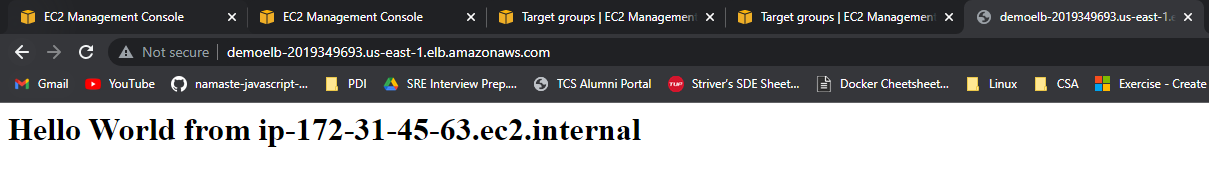 EC2 Management Console
EC2 Management Console
Target groups | EC2 Management
Target groups | EC2 Management
demoelb-2019349693.us-east-1.e
Not secure | demoelb-2019349693.us-east-1.elb.amazonaws.com
Gmail YouTube namaste-javascript-... PDI SRE Interview Prep.... TCS Alumni Portal TUF Striver's SDE Sheet... Docker Cheetsheet... Linux CSA Exercise - Create
Hello World from ip-172-31-45-63.ec2.internal